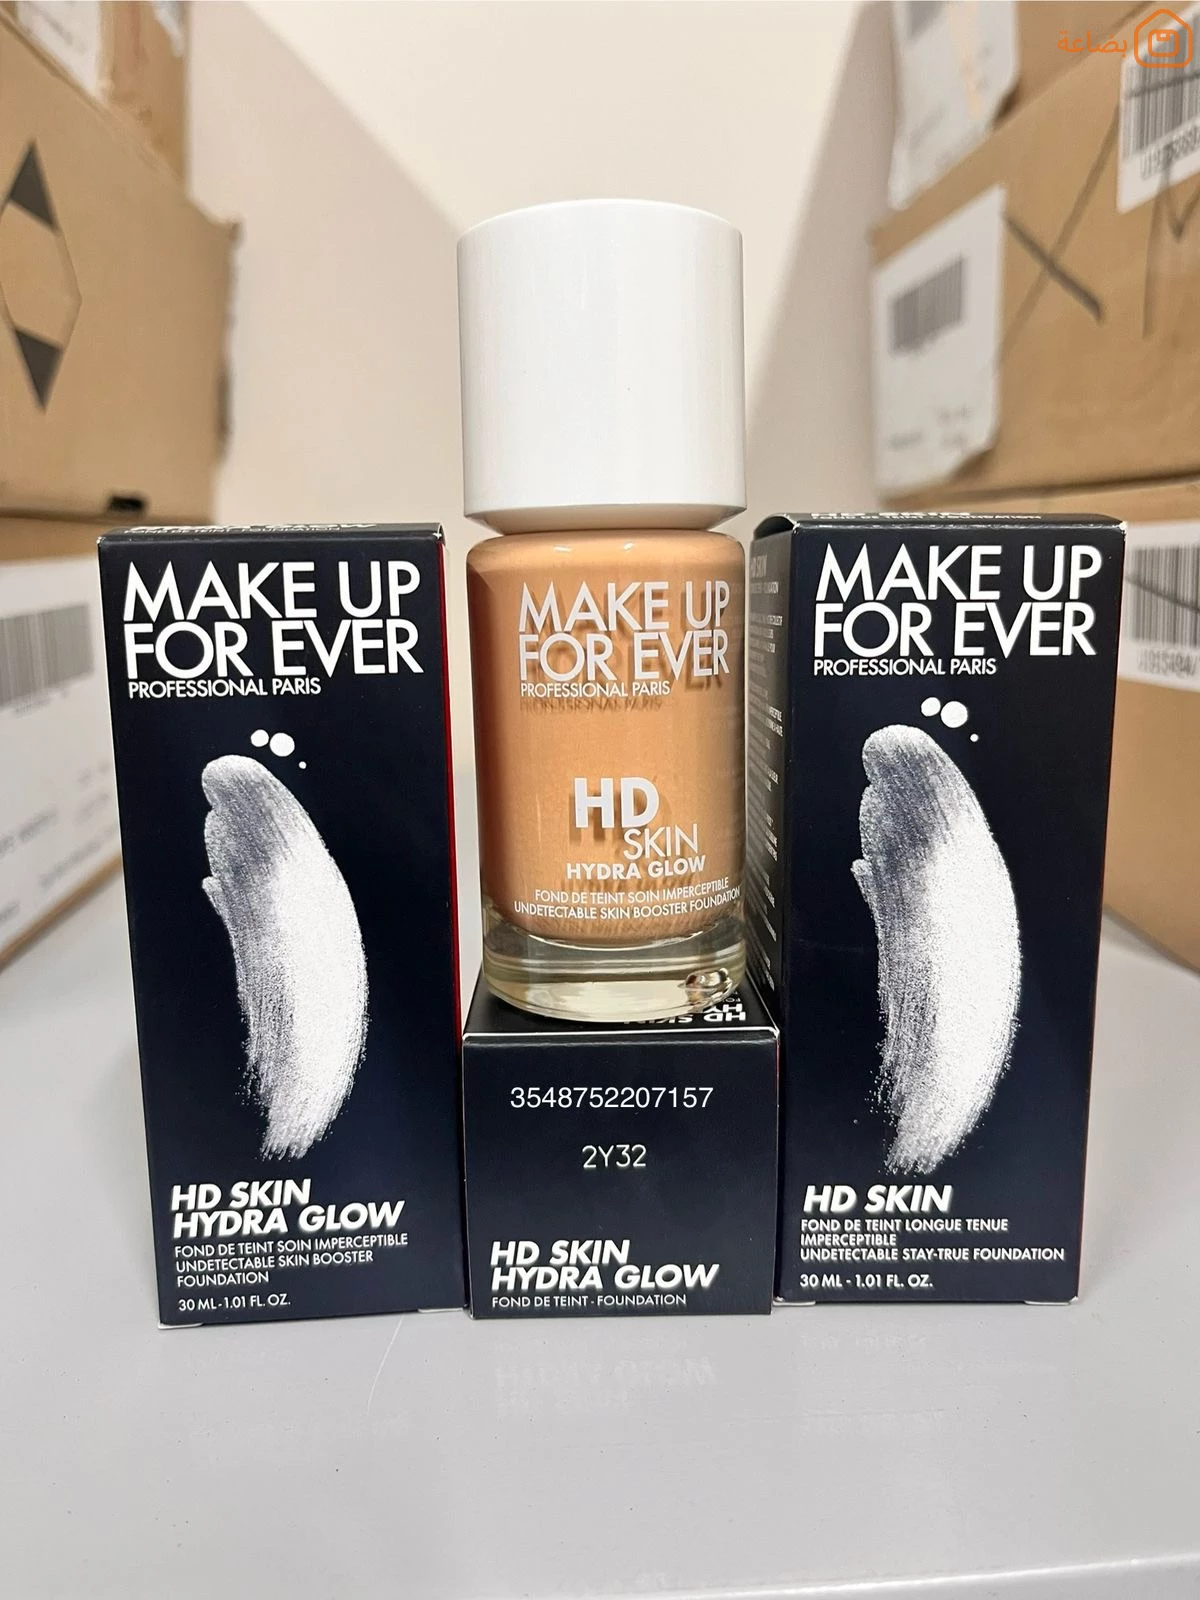 بضاعة
MAKE UP
FOR EVER
PROFESSIONAL PARIS
HD SKIN
HYDRA GLOW
FOND DE TEINT SOIN IMPERCEPTIBLE
UNDETECTABLE SKIN BOOSTER
FOUNDATION
30 ML - 1.01 FL. OZ.
MAKE UP
FOR EVER
PROFESSIONAL PARIS
HD
SKIN
HYDRA GLOW
FOND DE TEINT SOIN IMPERCEPTIBLE
UNDETECTABLE SKIN BOOSTER FOUNDATION
3548752207157
2Y32
HD SKIN
HYDRA GLOW
FOND DE TEINT - FOUNDATION
MAKE UP
FOR EVER
PROFESSIONAL PARIS
HD SKIN
FOND DE TEINT LONGUE TENUE
IMPERCEPTIBLE
UNDETECTABLE STAY-TRUE FOUNDATION
30 ML - 1.01 FL. OZ.